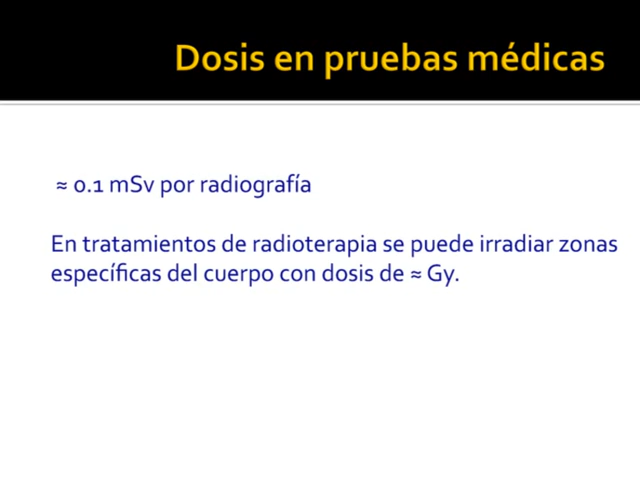 Dosis en pruebas médicas
≈ 0.1 mSv por radiografía
En tratamientos de radioterapia se puede irradiar zonas
específicas del cuerpo con dosis de ≈ Gy.